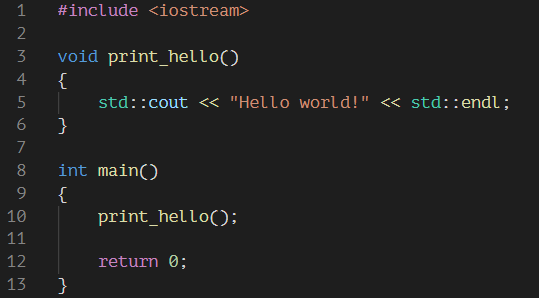 1 #include <iostream>
2
3 void print_hello()
4 {
5     std::cout << "Hello world!" << std::endl;
6 }
7
8 int main()
9 {
10     print_hello();
11
12     return 0;
13 }